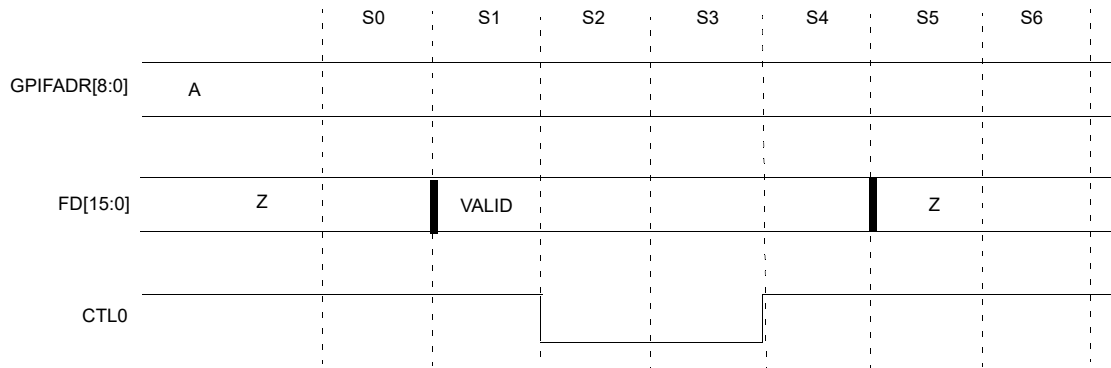 S0 S1 S2 S3 S4 S5 S6
GPIFADR[8:0] A
FD[15:0] Z VALID Z
CTL0